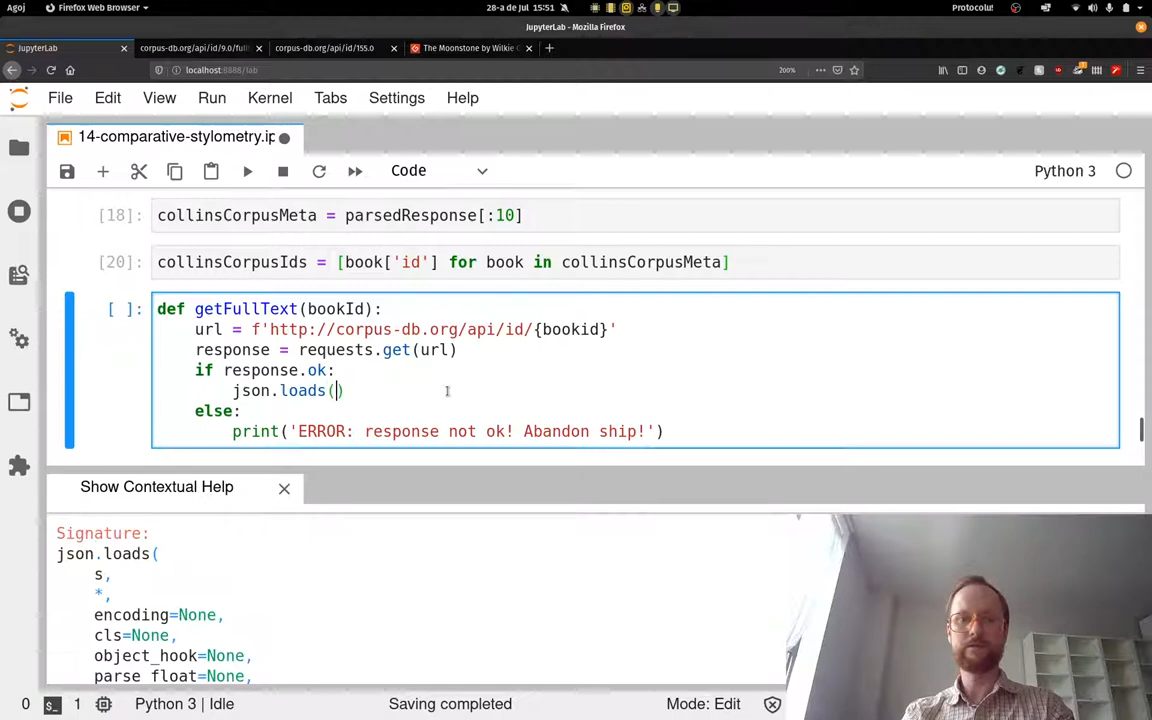 Agoj
Firefox Web Browser
28-a de Jul 15:51
Protocolu
JupyterLab - Mozilla Firefox
JupyterLab
corpus-db.org/api/id/9.0/full
corpus-db.org/api/id/155.0
The Moonstone by Wilkie
localhost:8888/lab
200%
File Edit View Run Kernel Tabs Settings Help
14-comparative-stylometry.ip
Code
Python 3
[18]: collinsCorpusMeta = parsedResponse[:10]
[20]: collinsCorpusIds = [book['id'] for book in collinsCorpusMeta]
[ ]: def getFullText(bookId):
url = f'http://corpus-db.org/api/id/{bookid}'
response = requests.get(url)
if response.ok:
json.loads()
else:
print('ERROR: response not ok! Abandon ship!')
Show Contextual Help
Signature:
json.loads(
s,
*,
encoding=None,
cls=None,
object_hook=None,
parse_float=None,
0
1
Python 3 | Idle
Saving completed
Mode: Edit